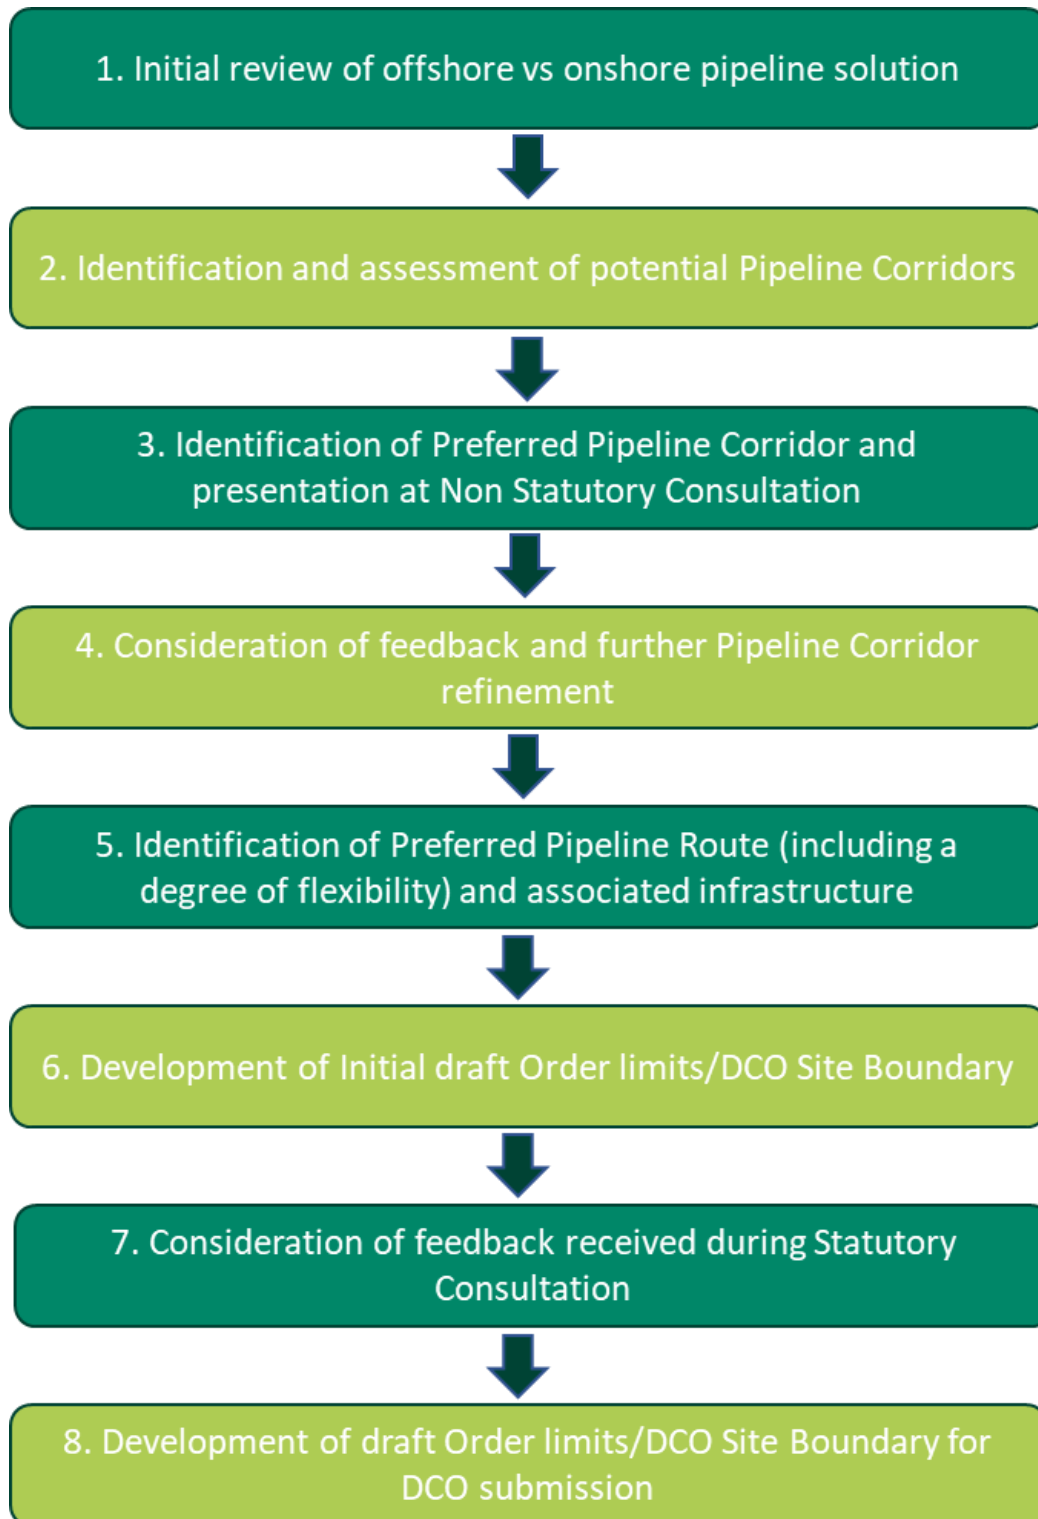 1. Initial review of offshore vs onshore pipeline solution
2. Identification and assessment of potential Pipeline Corridors
3. Identification of Preferred Pipeline Corridor and
presentation at Non Statutory Consultation
4. Consideration of feedback and further Pipeline Corridor
refinement
5. Identification of Preferred Pipeline Route (including a
degree of flexibility) and associated infrastructure
6. Development of Initial draft Order limits/DCO Site Boundary
7. Consideration of feedback received during Statutory
Consultation
8. Development of draft Order limits/DCO Site Boundary for
DCO submission